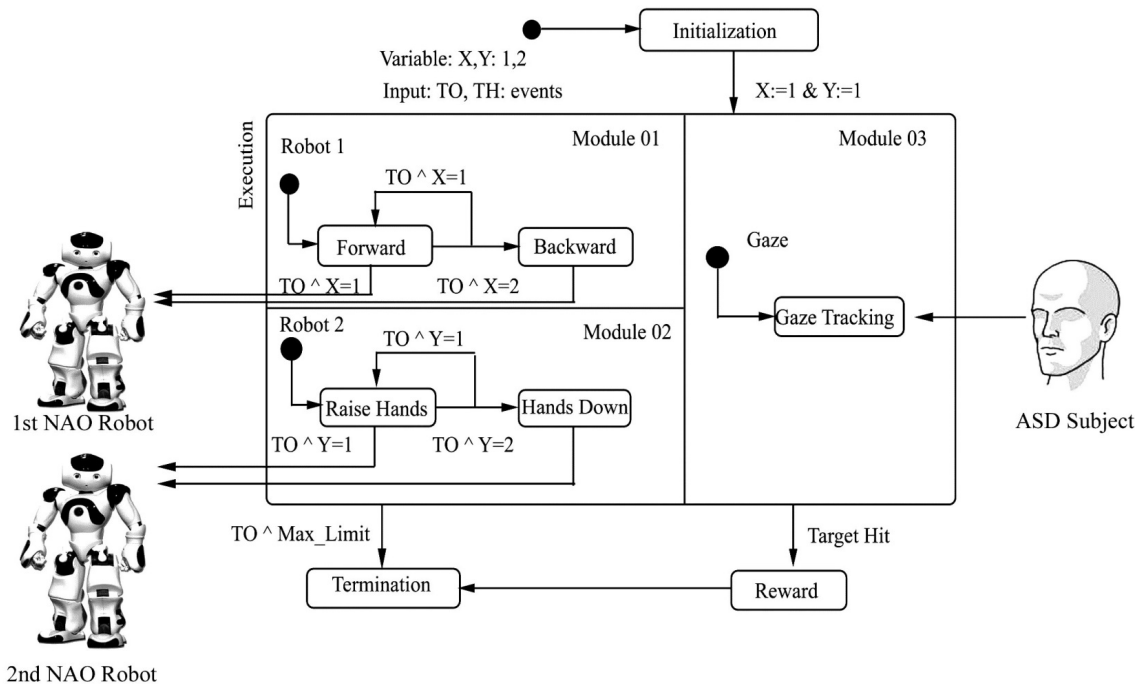 Initialization
Variable: X,Y: 1,2
Input: TO, TH: events
X:=1 & Y:=1
Execution
Module 01
Robot 1
TO ^ X=1
Forward
Backward
TO ^ X=1
TO ^ X=2
Module 03
Gaze
Gaze Tracking
Robot 2
Module 02
TO ^ Y=1
Raise Hands
Hands Down
TO ^ Y=1
TO ^ Y=2
1st NAO Robot
ASD Subject
TO ^ Max_Limit
Target Hit
Termination
Reward
2nd NAO Robot